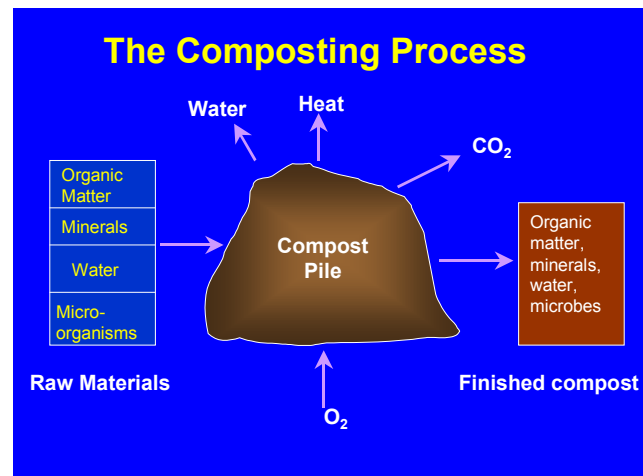 The Composting Process
Water
Heat
CO₂
Organic
Matter
Minerals
Water
Micro-
organisms
Raw Materials
Compost
Pile
O₂
Organic
matter,
minerals,
water,
microbes
Finished compost